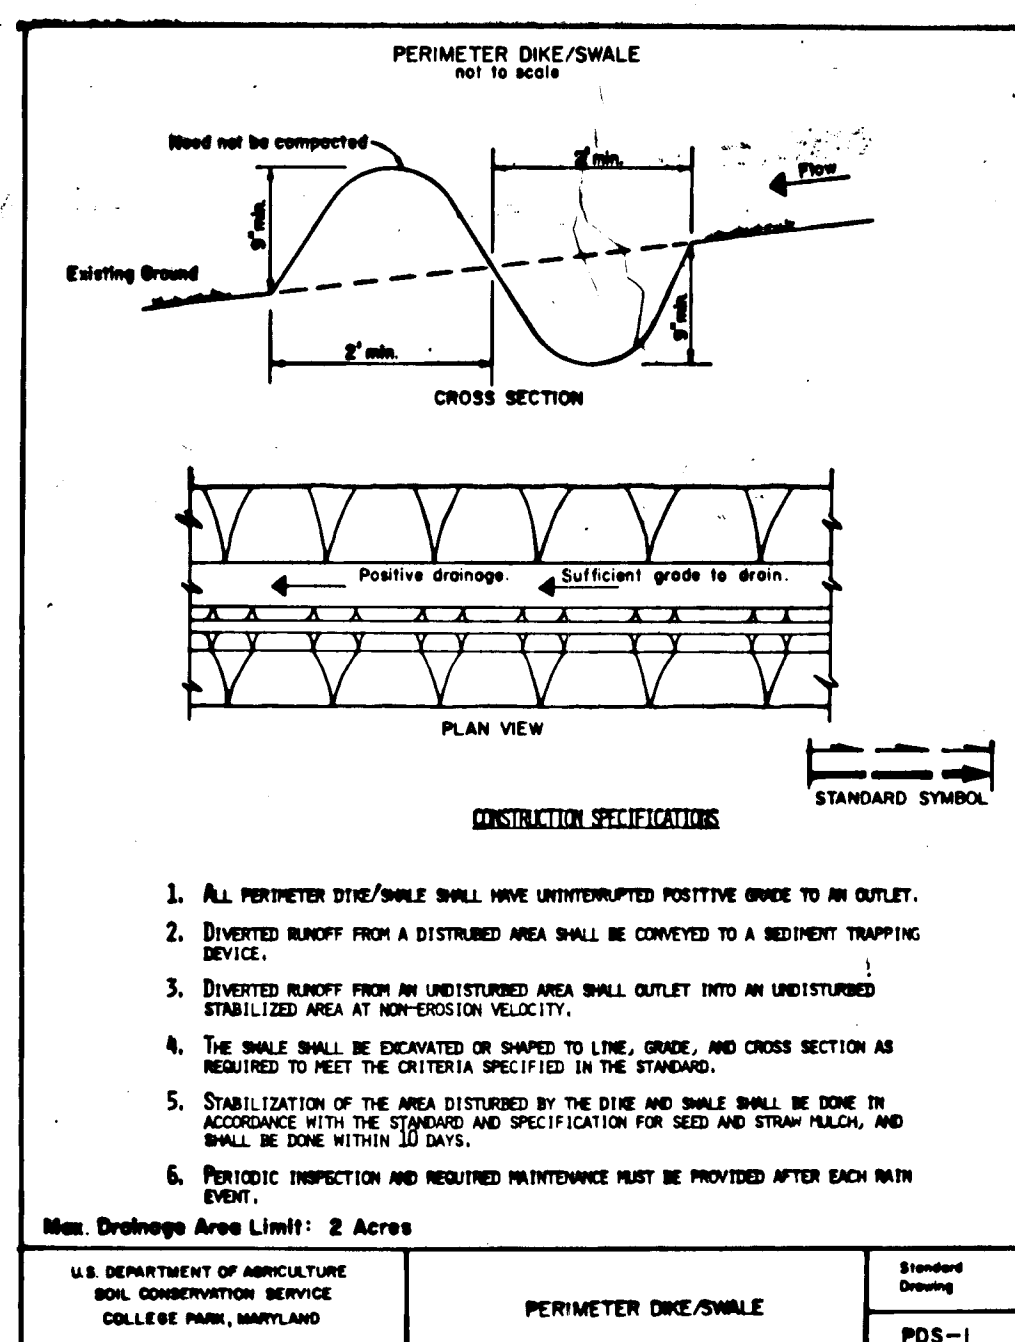 PERIMETER DIKE/SWALE
not to scale
Need not be compacted
2' min.
Flow
9" min.
Existing Ground
9" min.
2' min.
CROSS SECTION
Positive drainage.
Sufficient grade to drain.
PLAN VIEW
STANDARD SYMBOL
CONSTRUCTION SPECIFICATIONS
1. ALL PERIMETER DIKE/SWALE SHALL HAVE UNINTERRUPTED POSITIVE GRADE TO AN OUTLET.
2. DIVERTED RUNOFF FROM A DISTRUBED AREA SHALL BE CONVEYED TO A SEDIMENT TRAPPING
DEVICE.
3. DIVERTED RUNOFF FROM AN UNDISTURBED AREA SHALL OUTLET INTO AN UNDISTURBED
STABILIZED AREA AT NON-EROSION VELOCITY.
4. THE SWALE SHALL BE EXCAVATED OR SHAPED TO LINE, GRADE, AND CROSS SECTION AS
REQUIRED TO MEET THE CRITERIA SPECIFIED IN THE STANDARD.
5. STABILIZATION OF THE AREA DISTURBED BY THE DIKE AND SWALE SHALL BE DONE IN
ACCORDANCE WITH THE STANDARD AND SPECIFICATION FOR SEED AND STRAW MULCH, AND
SHALL BE DONE WITHIN 10 DAYS.
6. PERIODIC INSPECTION AND REQUIRED MAINTENANCE MUST BE PROVIDED AFTER EACH RAIN
EVENT.
Max. Drainage Area Limit: 2 Acres
U.S. DEPARTMENT OF AGRICULTURE
SOIL CONSERVATION SERVICE
COLLEGE PARK, MARYLAND
PERIMETER DIKE/SWALE
Standard
Drawing
PDS-1